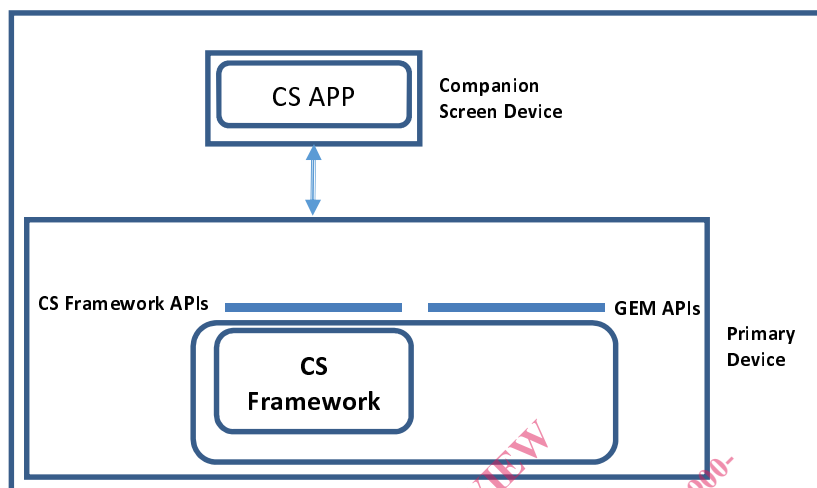 CS APP
Companion
Screen Device
CS Framework APIs
GEM APIs
CS
Framework
Primary
Device